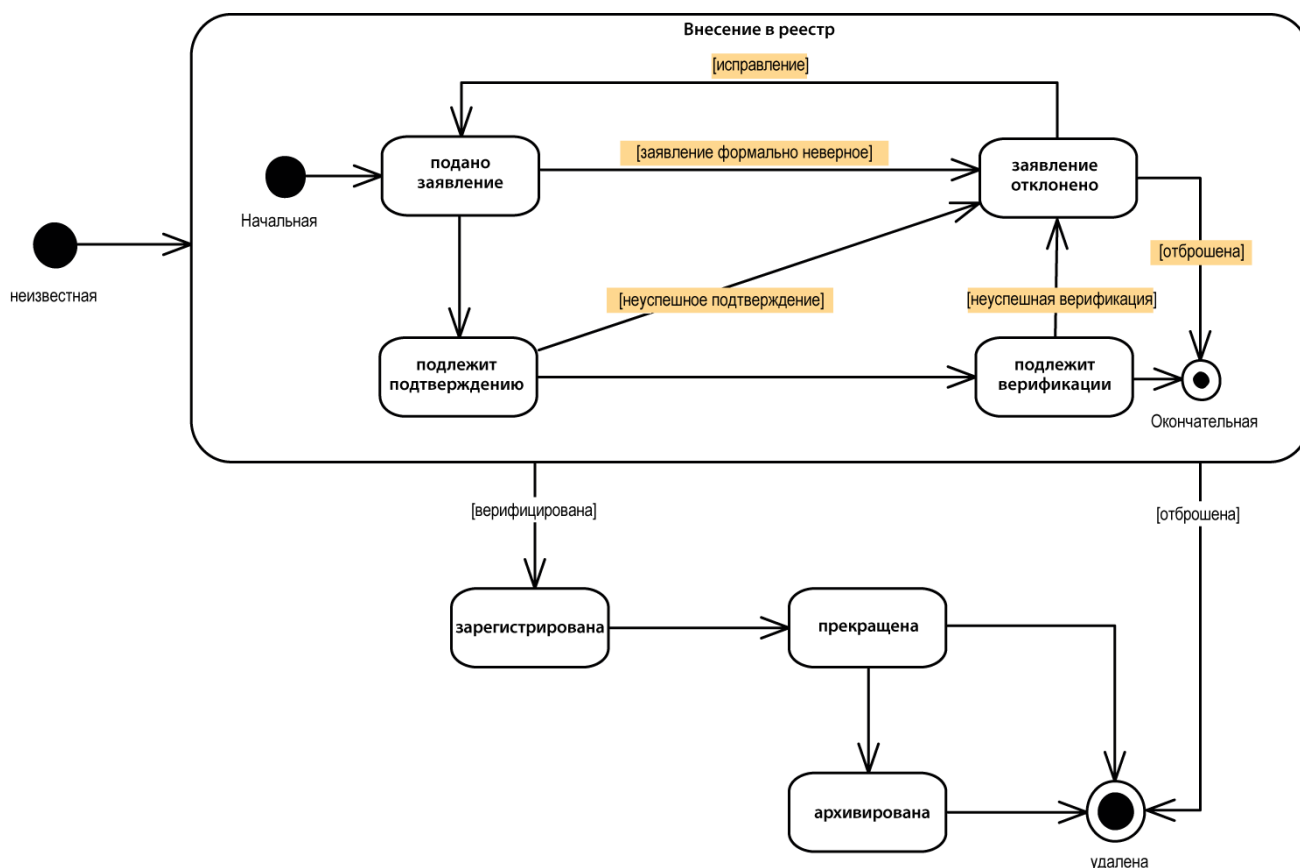 Внесение в реестр
[исправление]
[заявление формально неверное]
подано
заявление
заявление
отклонено
Начальная
неизвестная
[отброшена]
[неуспешное подтверждение]
[неуспешная верификация]
подлежит
подтверждению
подлежит
верификации
Окончательная
[верифицирована]
[отброшена]
зарегистрирована
прекращена
архивирована
удалена